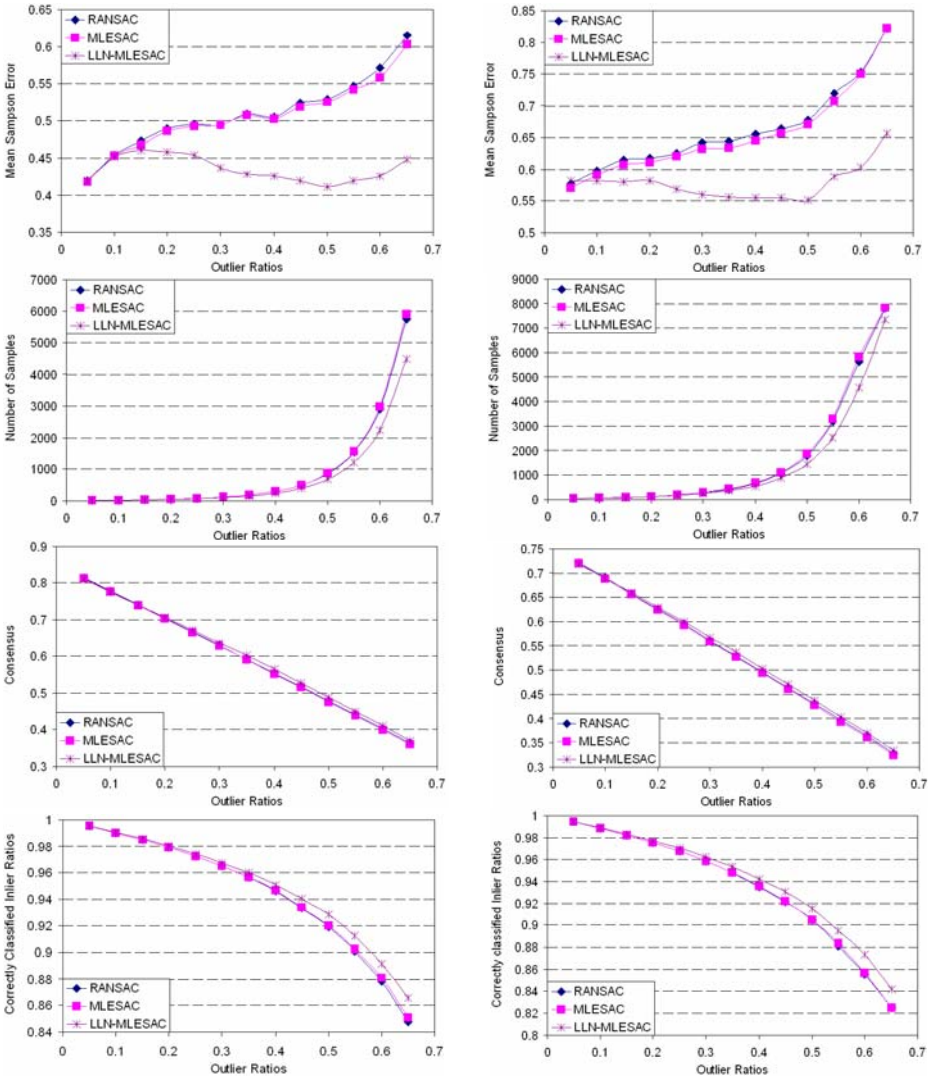 0.65
0.6
0.55
0.5
0.45
0.4
0.35
Mean Sampson Error
RANSAC
MLESAC
LLN-MLESAC
0 0.1 0.2 0.3 0.4 0.5 0.6 0.7
Outlier Ratios
0.85
0.8
0.75
0.7
0.65
0.6
0.55
0.5
Mean Sampson Error
RANSAC
MLESAC
LLN-MLESAC
0 0.1 0.2 0.3 0.4 0.5 0.6 0.7
Outlier Ratios
7000
6000
5000
4000
3000
2000
1000
0
Number of Samples
RANSAC
MLESAC
LLN-MLESAC
0 0.1 0.2 0.3 0.4 0.5 0.6 0.7
Outlier Ratios
9000
8000
7000
6000
5000
4000
3000
2000
1000
0
Number of Samples
RANSAC
MLESAC
LLN-MLESAC
0 0.1 0.2 0.3 0.4 0.5 0.6 0.7
Outlier Ratios
0.9
0.8
0.7
0.6
0.5
0.4
0.3
Consensus
RANSAC
MLESAC
LLN-MLESAC
0 0.1 0.2 0.3 0.4 0.5 0.6 0.7
Outlier Ratios
0.75
0.7
0.65
0.6
0.55
0.5
0.45
0.4
0.35
0.3
Consensus
RANSAC
MLESAC
LLN-MLESAC
0 0.1 0.2 0.3 0.4 0.5 0.6 0.7
Outlier Ratios
1
0.98
0.96
0.94
0.92
0.9
0.88
0.86
0.84
Correctly Classified Inlier Ratios
RANSAC
MLESAC
LLN-MLESAC
0 0.1 0.2 0.3 0.4 0.5 0.6 0.7
Outlier Ratios
1
0.98
0.96
0.94
0.92
0.9
0.88
0.86
0.84
0.82
0.8
Correctly classified Inlier Ratios
RANSAC
MLESAC
LLN-MLESAC
0 0.1 0.2 0.3 0.4 0.5 0.6 0.7
Outlier Ratios